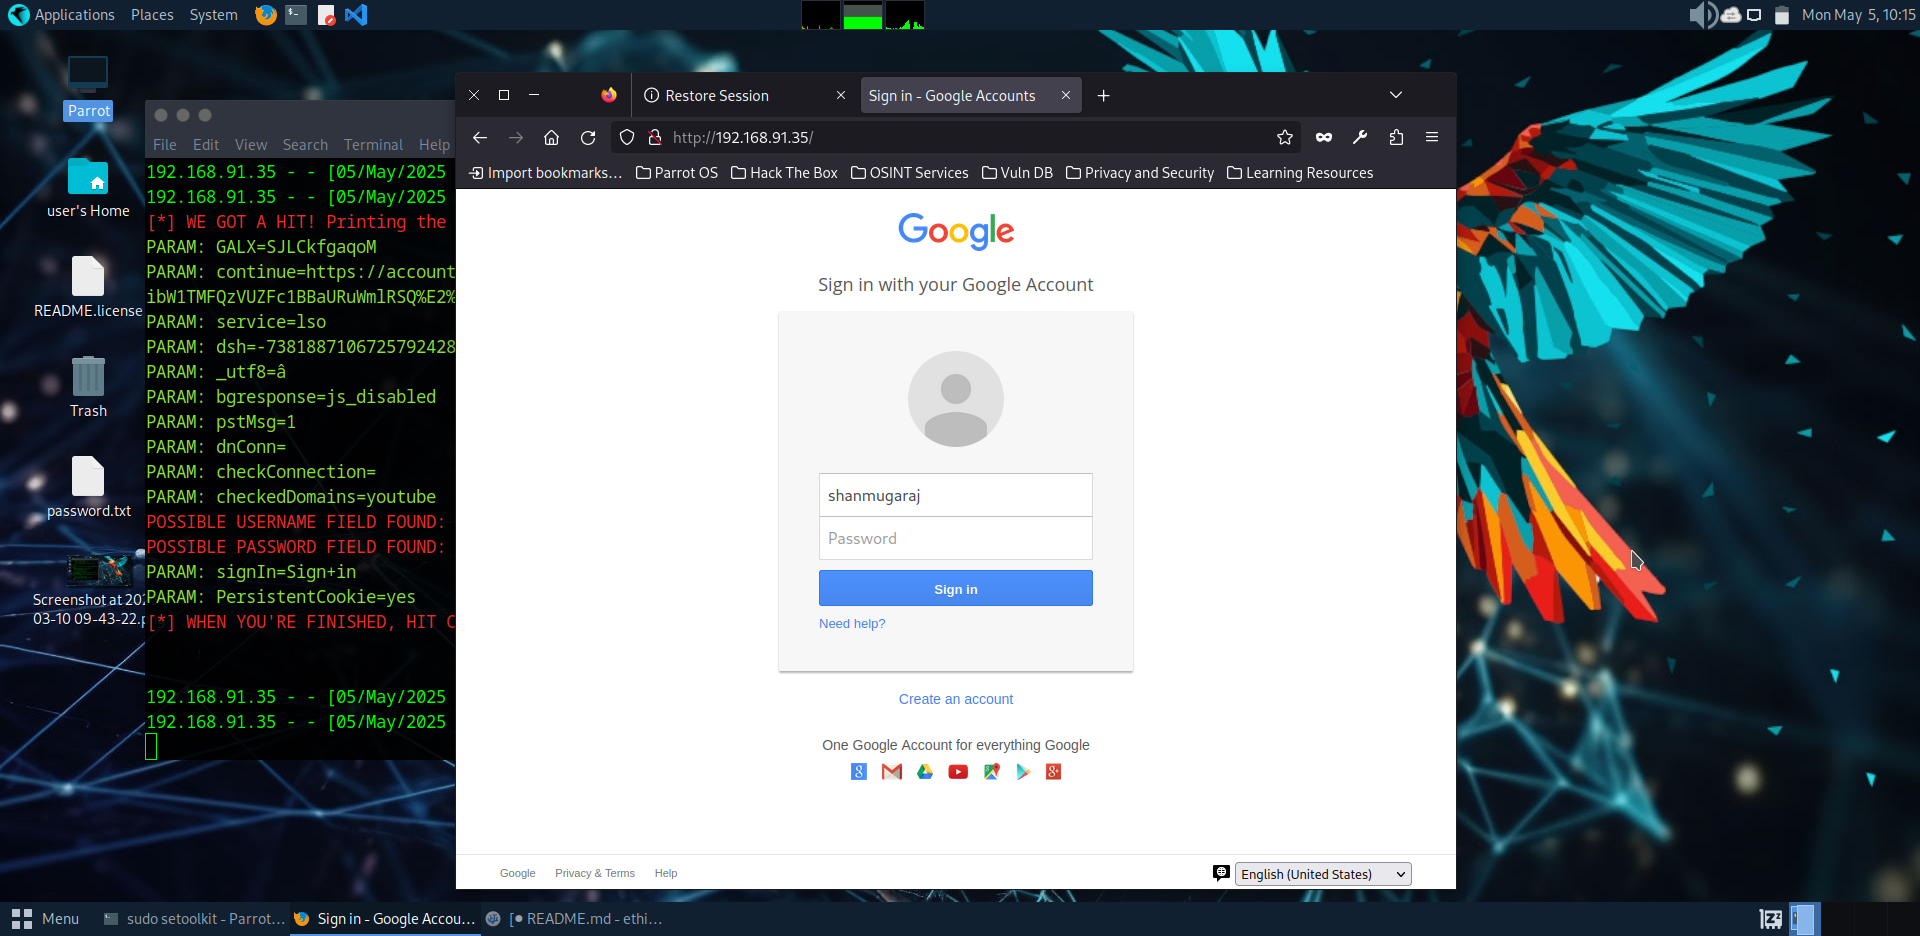 Applications Places System
Mon May 5, 10:15
Parrot
user's Home
README.license
Trash
password.txt
Screenshot at 202
03-10 09-43-22.p
File Edit View Search Terminal Help
192.168.91.35 - - [05/May/2025
192.168.91.35 - - [05/May/2025
[*] WE GOT A HIT! Printing the
PARAM: GALX=SJLCkfgaqoM
PARAM: continue=https://account
ibW1TMFQzVUZFc1BBaURuWmlRSQ%E2%
PARAM: service=lso
PARAM: dsh=-7381887106725792428
PARAM: _utf8=â
PARAM: bgresponse=js_disabled
PARAM: pstMsg=1
PARAM: dnConn=
PARAM: checkConnection=
PARAM: checkedDomains=youtube
POSSIBLE USERNAME FIELD FOUND:
POSSIBLE PASSWORD FIELD FOUND:
PARAM: signIn=Sign+in
PARAM: PersistentCookie=yes
[*] WHEN YOU'RE FINISHED, HIT C
192.168.91.35 - - [05/May/2025
192.168.91.35 - - [05/May/2025
Restore Session
Sign in - Google Accounts
http://192.168.91.35/
Import bookmarks... Parrot OS Hack The Box OSINT Services Vuln DB Privacy and Security Learning Resources
Google
Sign in with your Google Account
shanmugaraj
Password
Sign in
Need help?
Create an account
One Google Account for everything Google
Google Privacy & Terms Help
English (United States)
Menu
sudo setoolkit - Parrot...
Sign in - Google Accou...
[● README.md - ethi...